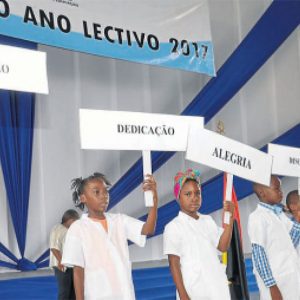 O ANO LECTIVO 2017
DEDICAÇÃO
ALEGRIA